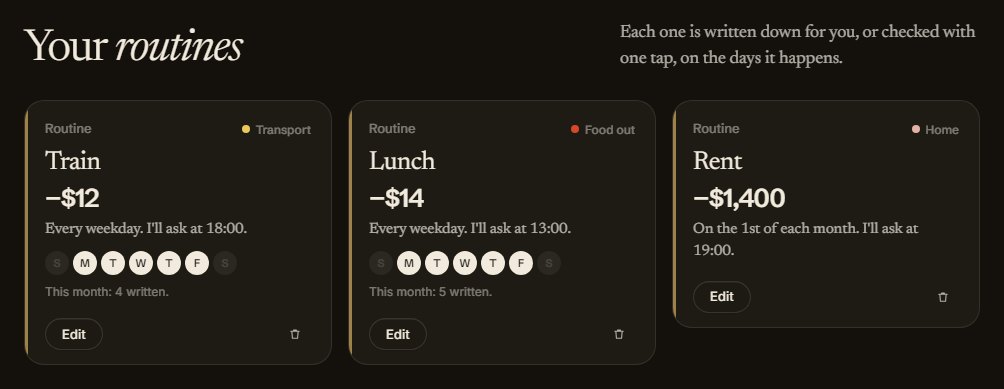 Your routines
Each one is written down for you, or checked with
one tap, on the days it happens.
Routine
Transport
Train
–$12
Every weekday. I'll ask at 18:00.
S M T W T F S
This month: 4 written.
Edit
Routine
Food out
Lunch
–$14
Every weekday. I'll ask at 13:00.
S M T W T F S
This month: 5 written.
Edit
Routine
Home
Rent
–$1,400
On the 1st of each month. I'll ask at
19:00.
Edit